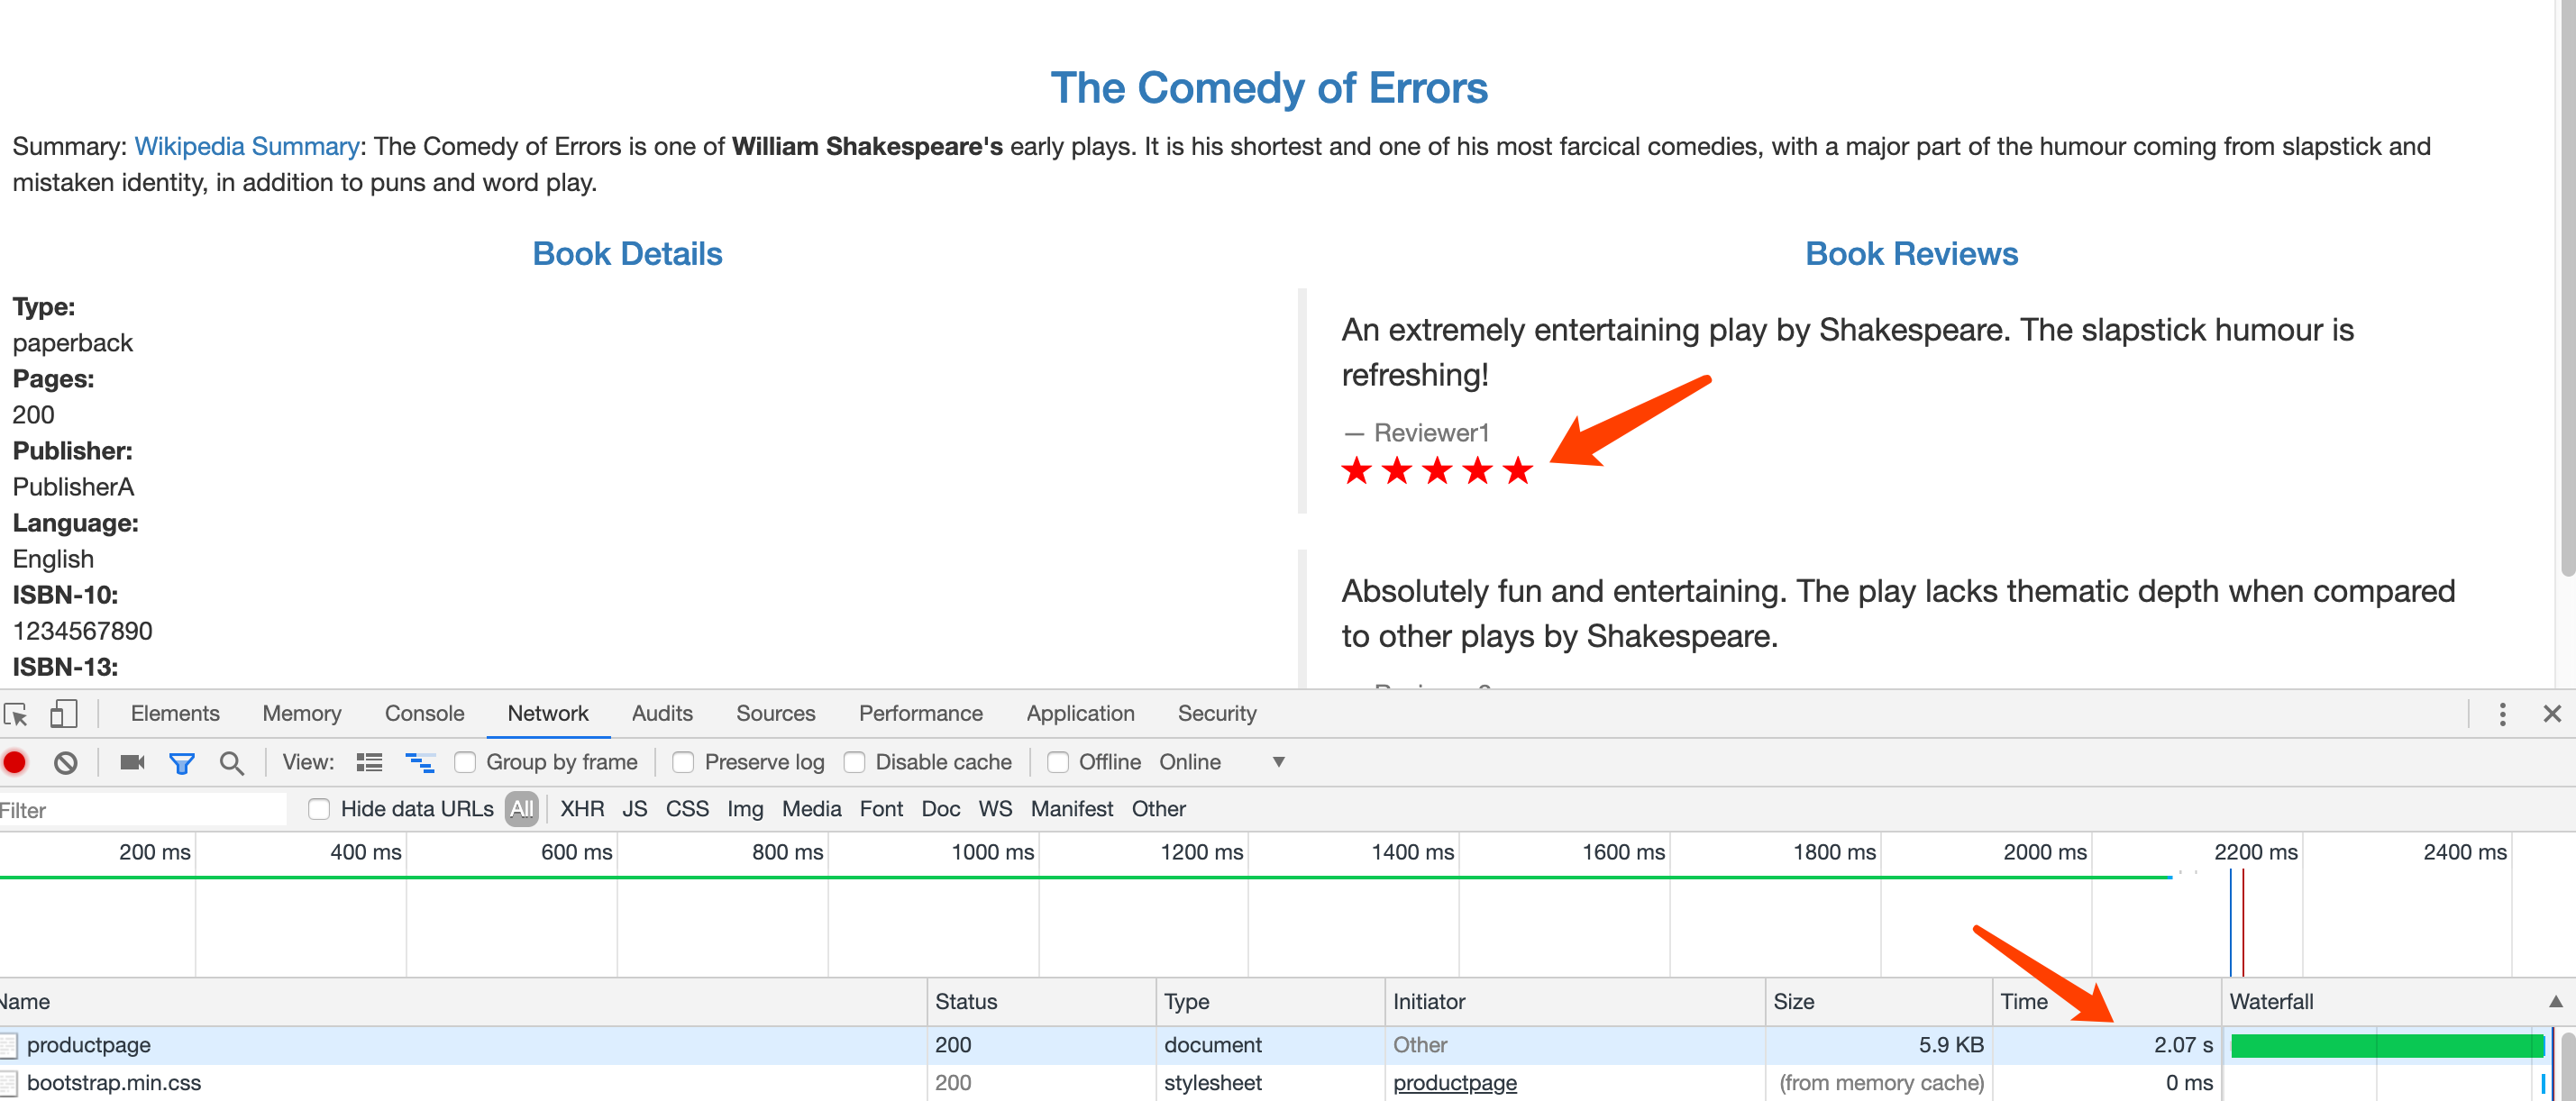 The Comedy of Errors
Summary: Wikipedia Summary: The Comedy of Errors is one of William Shakespeare's early plays. It is his shortest and one of his most farcical comedies, with a major part of the humour coming from slapstick and
mistaken identity, in addition to puns and word play.
Book Details
Type:
paperback
Pages:
200
Publisher:
PublisherA
Language:
English
ISBN-10:
1234567890
ISBN-13:
Book Reviews
An extremely entertaining play by Shakespeare. The slapstick humour is
refreshing!
— Reviewer1
★ ★ ★ ★ ★
Absolutely fun and entertaining. The play lacks thematic depth when compared
to other plays by Shakespeare.
Elements Memory Console Network Audits Sources Performance Application Security
View: Group by frame Preserve log Disable cache Offline Online
Filter Hide data URLs All XHR JS CSS Img Media Font Doc WS Manifest Other
200 ms 400 ms 600 ms 800 ms 1000 ms 1200 ms 1400 ms 1600 ms 1800 ms 2000 ms 2200 ms 2400 ms
Name Status Type Initiator Size Time Waterfall
productpage 200 document Other 5.9 KB 2.07 s
bootstrap.min.css 200 stylesheet productpage (from memory cache) 0 ms